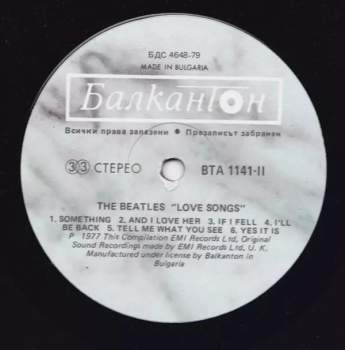 БДС 4648-79
MADE IN BULGARIA
Балкантон
Всички права запазени ● Презаписът забранен
33 СТЕРЕО
ВТА 1141-II
THE BEATLES "LOVE SONGS"
1. SOMETHING 2. AND I LOVE HER 3. IF I FELL 4. I'LL
BE BACK 5. TELL ME WHAT YOU SEE 6. YES IT IS
P 1977 This Compilation EMI Records Ltd, Original
Sound Recordings made by EMI Records Ltd, U. K.
Manufactured under license by Balkanton in
Bulgaria